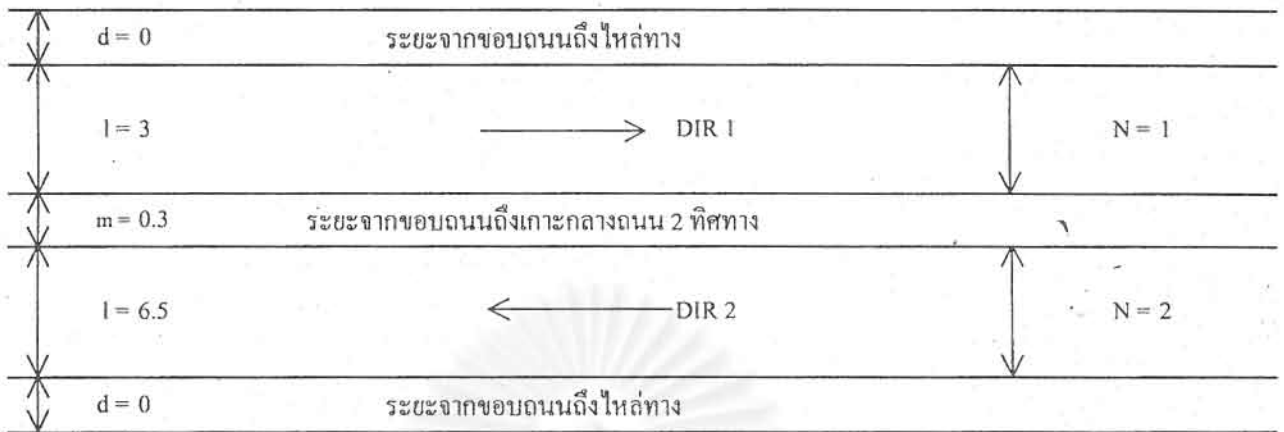 d = 0 ระยะจากขอบถนนถึงไหล่ทาง
l = 3 DIR 1 N = 1
m = 0.3 ระยะจากขอบถนนถึงเกาะกลางถนน 2 ทิศทาง
l = 6.5 DIR 2 N = 2
d = 0 ระยะจากขอบถนนถึงไหล่ทาง